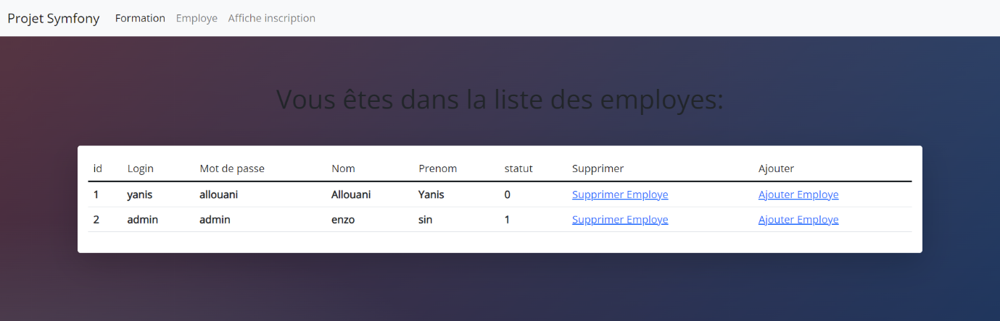 Projet Symfony Formation Employe Affiche inscription
Vous êtes dans la liste des employes:
id Login Mot de passe Nom Prenom statut Supprimer Ajouter
1 yanis allouani Allouani Yanis 0 Supprimer Employe Ajouter Employe
2 admin admin enzo sin 1 Supprimer Employe Ajouter Employe